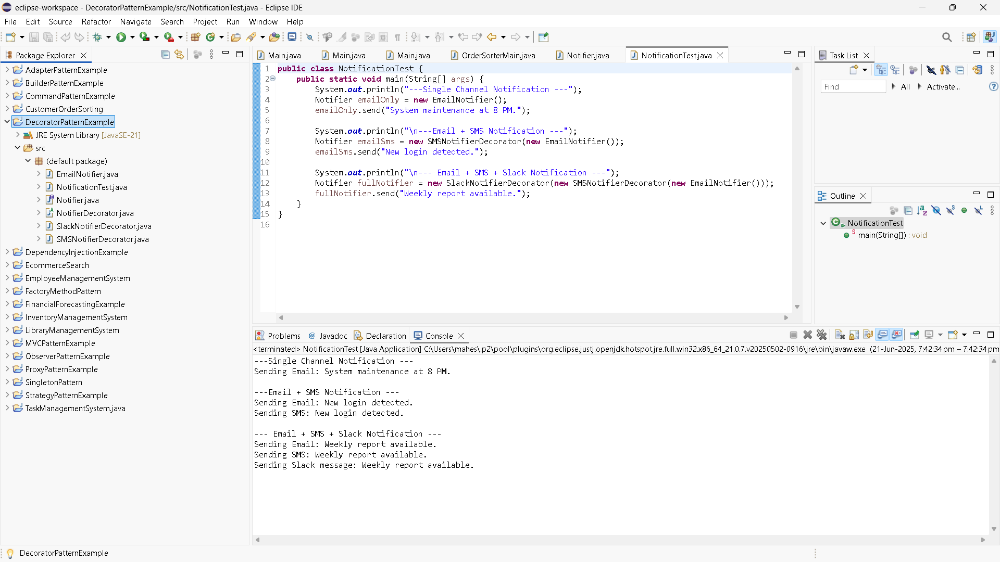 eclipse-workspace - DecoratorPatternExample/src/NotificationTest.java - Eclipse IDE
File Edit Source Refactor Navigate Search Project Run Window Help
Package Explorer
AdapterPatternExample
BuilderPatternExample
CommandPatternExample
CustomerOrderSorting
DecoratorPatternExample
JRE System Library [JavaSE-21]
src
(default package)
EmailNotifier.java
NotificationTest.java
Notifier.java
NotifierDecorator.java
SlackNotifierDecorator.java
SMSNotifierDecorator.java
DependencyInjectionExample
EcommerceSearch
EmployeeManagementSystem
FactoryMethodPattern
FinancialForecastingExample
InventoryManagementSystem
LibraryManagementSystem
MVCPatternExample
ObserverPatternExample
ProxyPatternExample
SingletonPattern
StrategyPatternExample
TaskManagementSystem.java
Main.java Main.java Main.java OrderSorterMain.java Notifier.java NotificationTest.java
1 public class NotificationTest {
2 public static void main(String[] args) {
3 System.out.println("---Single Channel Notification ---");
4 Notifier emailOnly = new EmailNotifier();
5 emailOnly.send("System maintenance at 8 PM.");
6
7 System.out.println("\n---Email + SMS Notification ---");
8 Notifier emailSms = new SMSNotifierDecorator(new EmailNotifier());
9 emailSms.send("New login detected.");
10
11 System.out.println("\n--- Email + SMS + Slack Notification ---");
12 Notifier fullNotifier = new SlackNotifierDecorator(new SMSNotifierDecorator(new EmailNotifier()));
13 fullNotifier.send("Weekly report available.");
14 }
15 }
16
Task List
Find All Activate...
Outline
NotificationTest
main(String[]) : void
Problems Javadoc Declaration Console
<terminated> NotificationTest [Java Application] C:\Users\mahes\.p2\pool\plugins\org.eclipse.justj.openjdk.hotspot.jre.full.win32.x86_64_21.0.7.v20250502-0916\jre\bin\javaw.exe (21-Jun-2025, 7:42:34 pm – 7:42:34 pm
---Single Channel Notification ---
Sending Email: System maintenance at 8 PM.
---Email + SMS Notification ---
Sending Email: New login detected.
Sending SMS: New login detected.
--- Email + SMS + Slack Notification ---
Sending Email: Weekly report available.
Sending SMS: Weekly report available.
Sending Slack message: Weekly report available.
DecoratorPatternExample